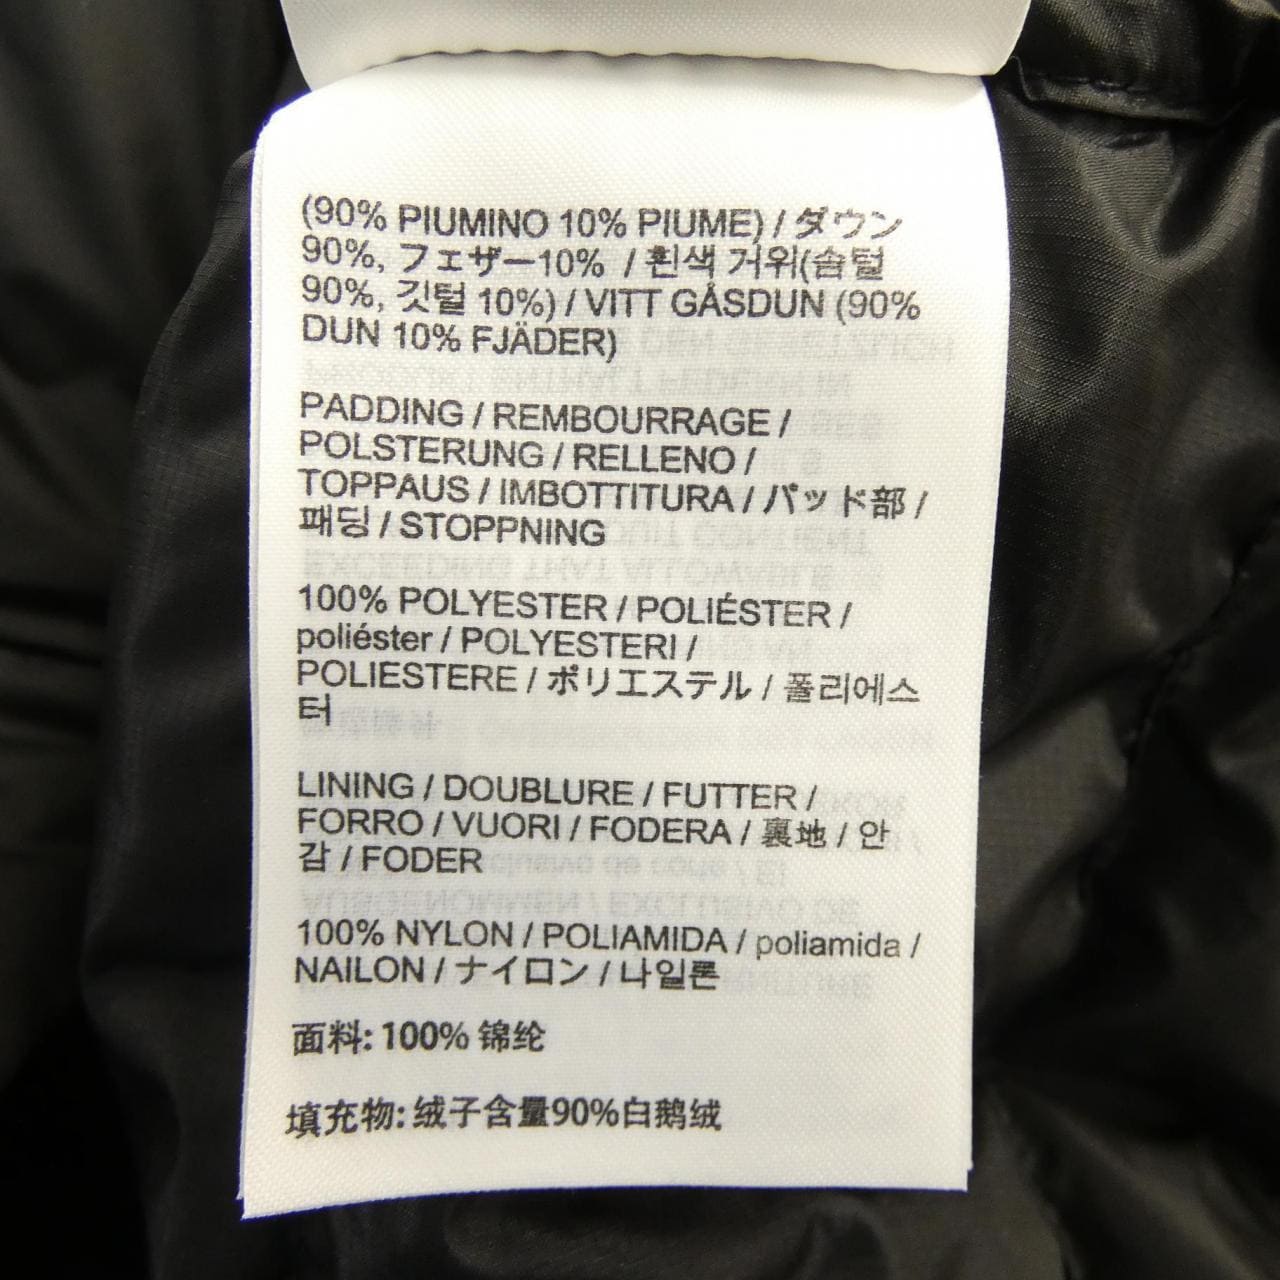 (90% PIUMINO 10% PIUME) / ダウン
90%, フェザー10% / 흰색 거위(솜털
90%, 깃털 10%) / VITT GÅSDUN (90%
DUN 10% FJÄDER)
PADDING / REMBOURRAGE /
POLSTERUNG / RELLENO /
TOPPAUS / IMBOTTITURA / パッド部 /
패딩 / STOPPNING
100% POLYESTER / POLIÉSTER /
poliéster / POLYESTERI /
POLIESTERE / ポリエステル / 폴리에스
터
LINING / DOUBLURE / FUTTER /
FORRO / VUORI / FODERA / 裏地 / 안
감 / FODER
100% NYLON / POLIAMIDA / poliamida /
NAILON / ナイロン / 나일론
面料: 100% 锦纶
填充物: 绒子含量90%白鹅绒